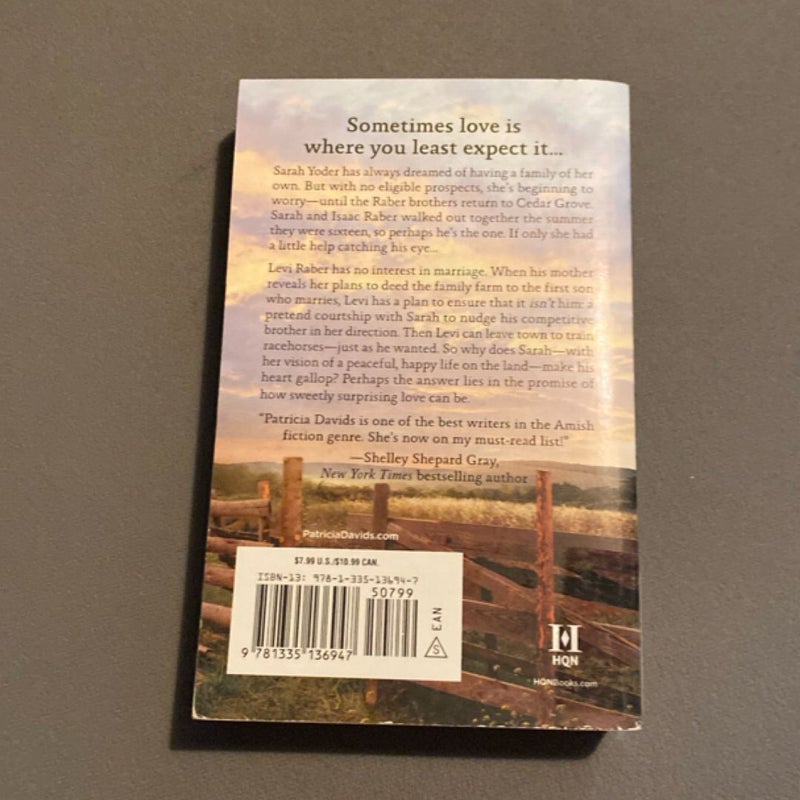 Sometimes love is
where you least expect it...
Sarah Yoder has always dreamed of having a family of her
own. But with no eligible prospects, she's beginning to
worry—until the Raber brothers return to Cedar Grove.
Sarah and Isaac Raber walked out together the summer
they were sixteen, so perhaps he's the one. If only she had
a little help catching his eye...
Levi Raber has no interest in marriage. When his mother
reveals her plans to deed the family farm to the first son
who marries, Levi has a plan to ensure that it isn't him: a
pretend courtship with Sarah to nudge his competitive
brother in her direction. Then Levi can leave town to train
racehorses—just as he wanted. So why does Sarah—with
her vision of a peaceful, happy life on the land—make his
heart gallop? Perhaps the answer lies in the promise of
how sweetly surprising love can be.
"Patricia Davids is one of the best writers in the Amish
fiction genre. She's now on my must-read list!"
—Shelley Shepard Gray,
New York Times bestselling author
PatriciaDavids.com
$7.99 U.S./$10.99 CAN.
ISBN-13: 978-1-335-13694-7
50799
9 781335 136947
EAN
S
H
HQN
HQNBooks.com